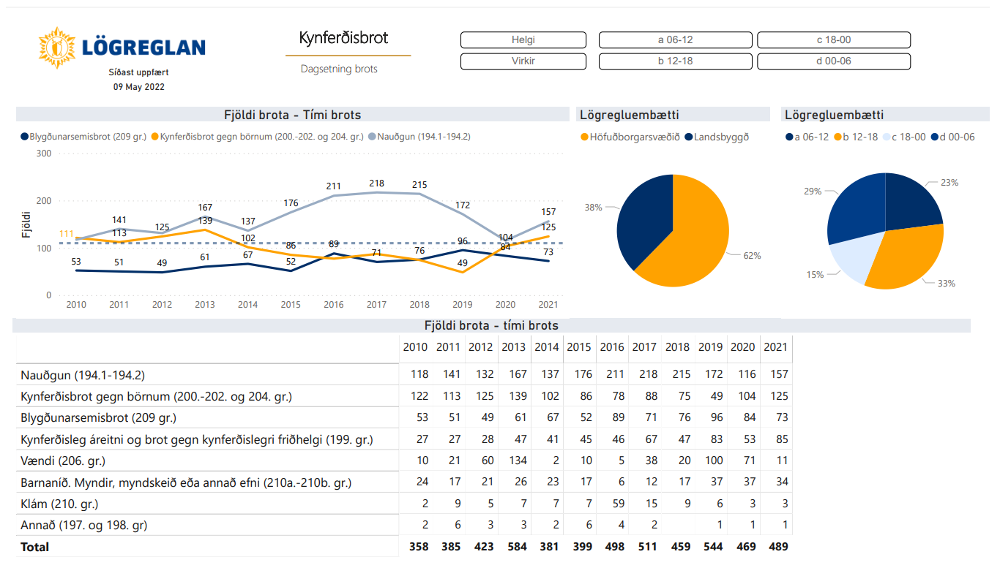 LÖGREGLAN
Síðast uppfært
09 May 2022
Kynferðisbrot
Dagsetning brots
Helgi
Virkir
a 06-12
c 18-00
b 12-18
d 00-06
Fjöldi brota - Tími brots
Blygðunarsemisbrot (209 gr.) Kynferðisbrot gegn börnum (200.-202. og 204. gr.) Nauðgun (194.1-194.2)
Fjöldi
300
200
100
0
111 141 125 167 137 176 211 218 215 172 104 157
113 139 102 86 89 71 76 96 84 125
53 51 49 61 67 52 49 73
2010 2011 2012 2013 2014 2015 2016 2017 2018 2019 2020 2021
Lögregluembætti
Höfuðborgarsvæðið Landsbyggð
38%
62%
Lögregluembætti
a 06-12 b 12-18 c 18-00 d 00-06
29%
23%
15%
33%
Fjöldi brota - tími brots
2010 2011 2012 2013 2014 2015 2016 2017 2018 2019 2020 2021
Nauðgun (194.1-194.2) 118 141 132 167 137 176 211 218 215 172 116 157
Kynferðisbrot gegn börnum (200.-202. og 204. gr.) 122 113 125 139 102 86 78 88 75 49 104 125
Blygðunarsemisbrot (209 gr.) 53 51 49 61 67 52 89 71 76 96 84 73
Kynferðisleg áreitni og brot gegn kynferðislegri friðhelgi (199. gr.) 27 27 28 47 41 45 46 67 47 83 53 85
Vændi (206. gr.) 10 21 60 134 2 10 5 38 20 100 71 11
Barnaníð. Myndir, myndskeið eða annað efni (210a.-210b. gr.) 24 17 21 26 23 17 6 12 17 37 37 34
Klám (210. gr.) 2 9 5 7 7 7 59 15 9 6 3 3
Annað (197. og 198. gr) 2 6 3 3 2 6 4 2 1 1 1
Total 358 385 423 584 381 399 498 511 459 544 469 489